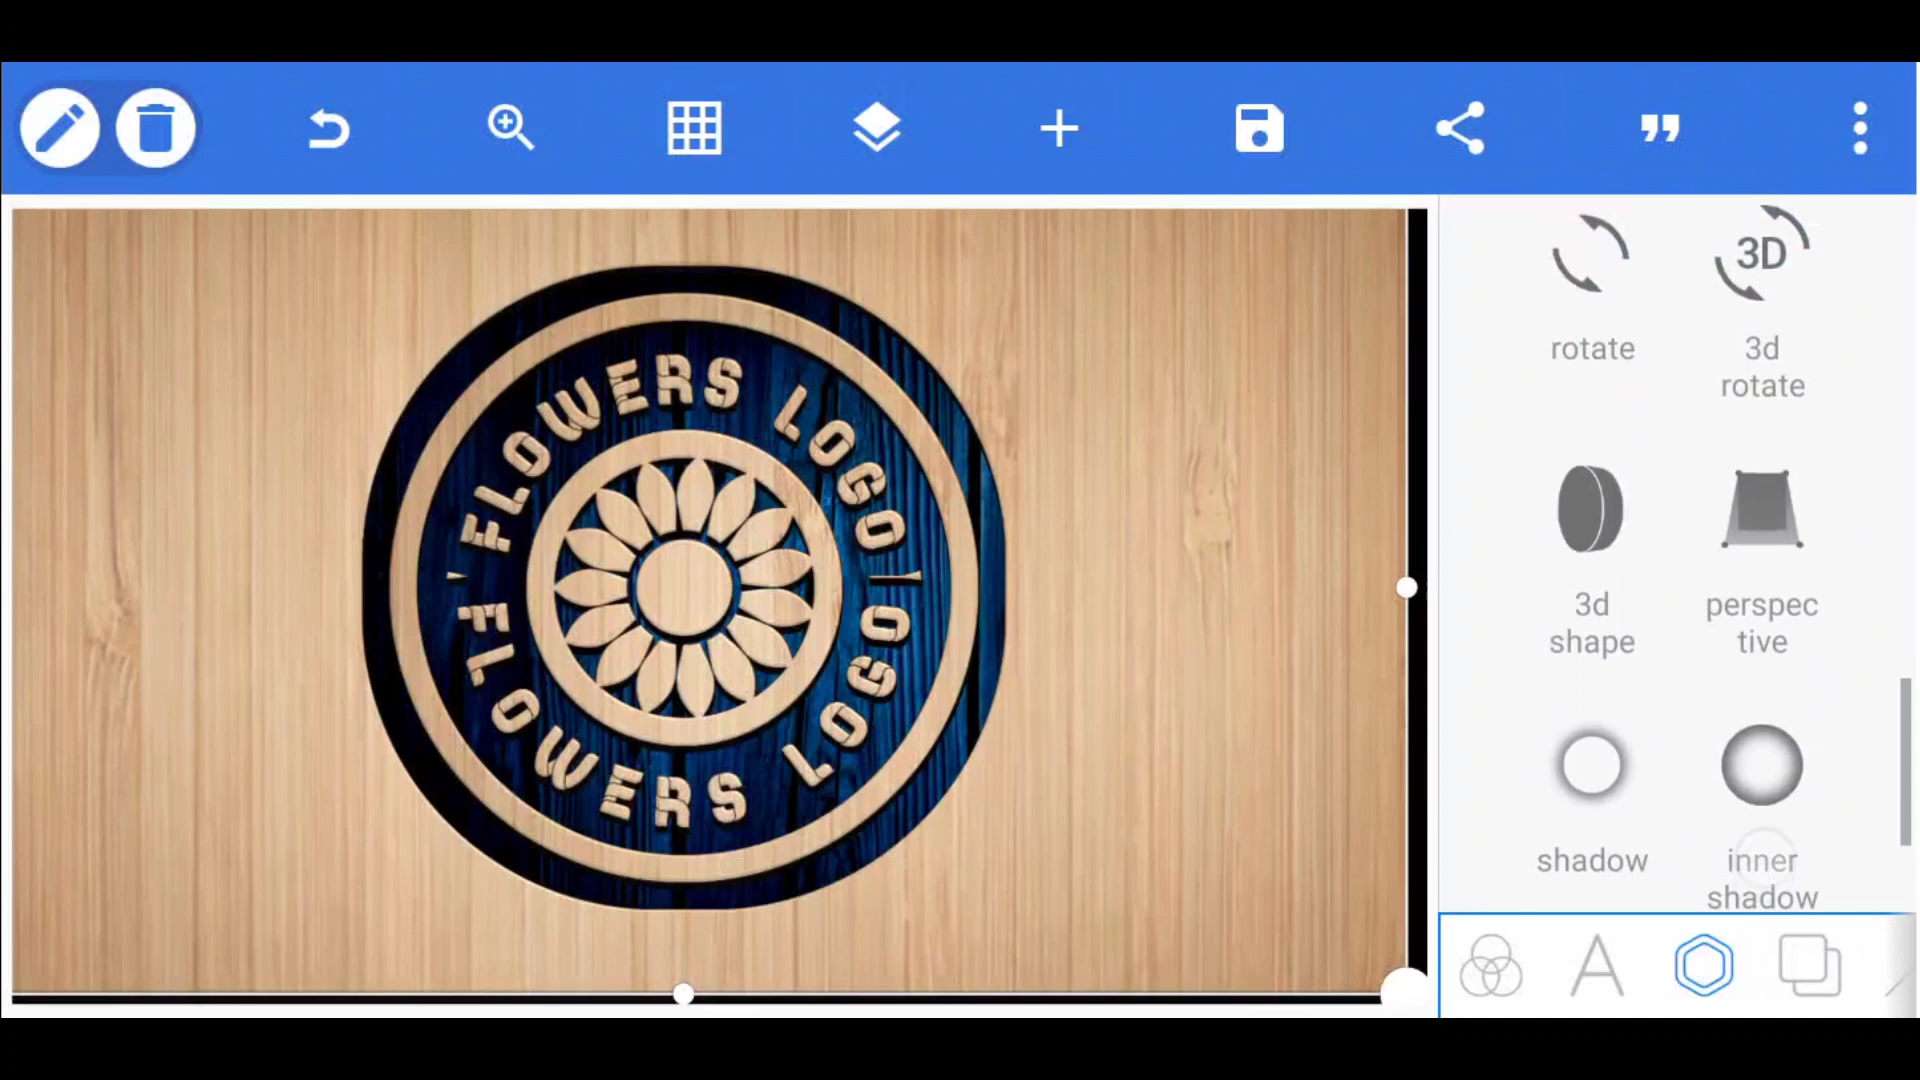 rotate
3D
3d
rotate
3d
shape
perspec
tive
shadow
inner
shadow
A
FLOWERS LOGO
FLOWERS LOGO